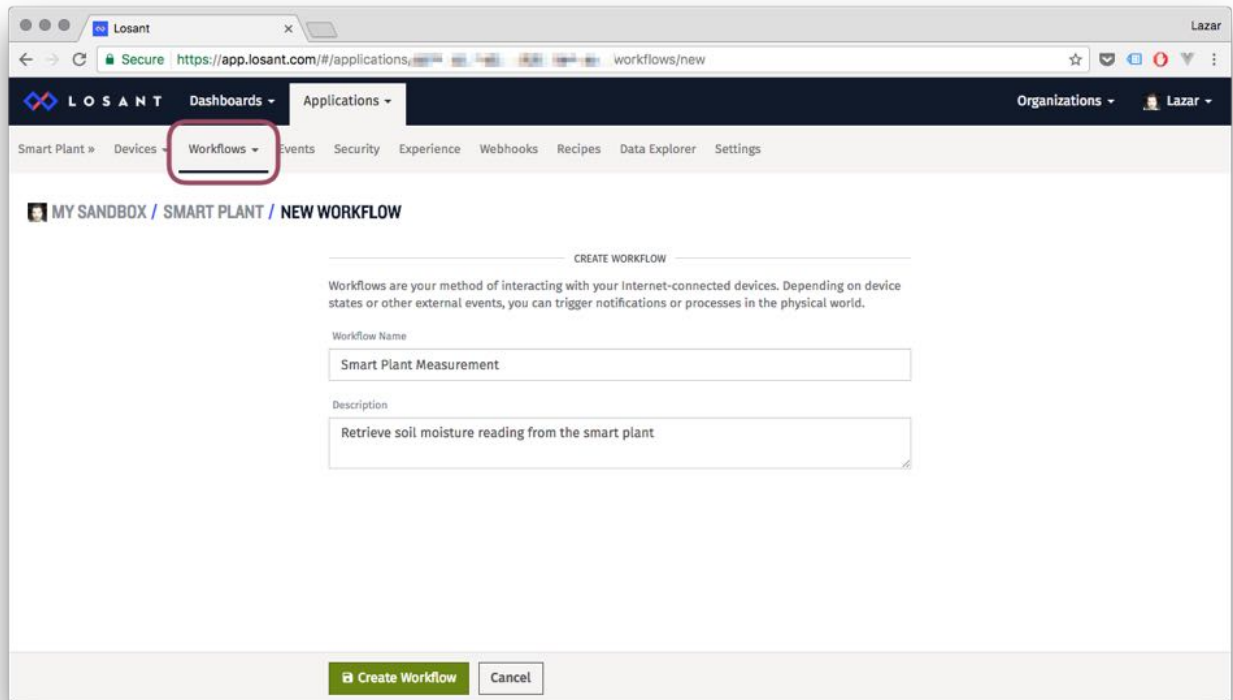 Losant
Lazar
Secure https://app.losant.com/#/applications/ workflows/new
LOSANT Dashboards Applications Organizations Lazar
Smart Plant » Devices Workflows Events Security Experience Webhooks Recipes Data Explorer Settings
MY SANDBOX / SMART PLANT / NEW WORKFLOW
CREATE WORKFLOW
Workflows are your method of interacting with your Internet-connected devices. Depending on device
states or other external events, you can trigger notifications or processes in the physical world.
Workflow Name
Smart Plant Measurement
Description
Retrieve soil moisture reading from the smart plant
Create Workflow Cancel